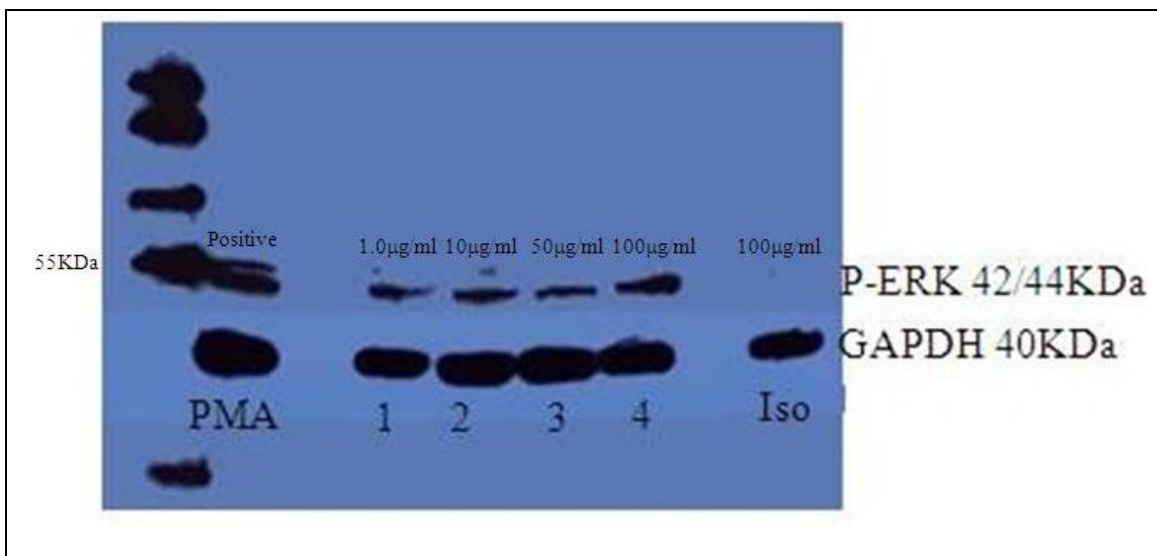 Positive
1.0µg/ml 10µg/ml 50µg/ml 100µg/ml 100µg/ml
55KDa
P-ERK 42/44KDa
GAPDH 40KDa
PMA 1 2 3 4 Iso